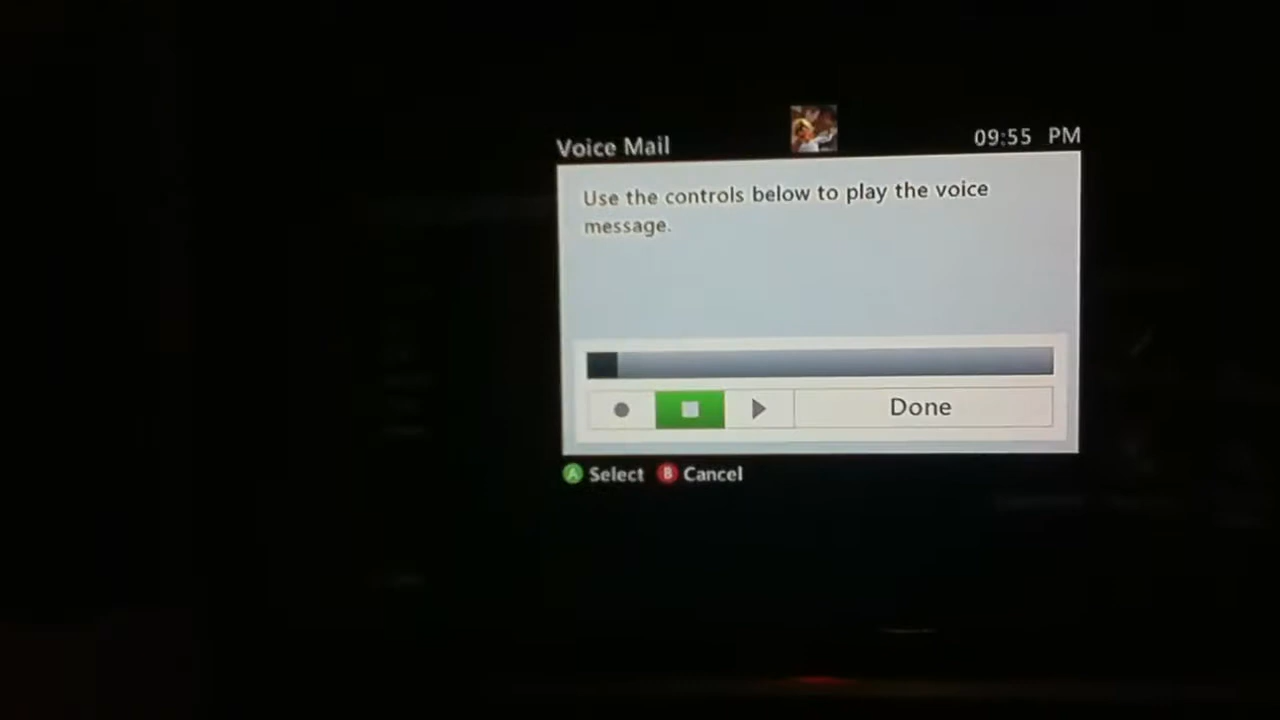 Voice Mail
09:55 PM
Use the controls below to play the voice
message.
Done
A Select B Cancel